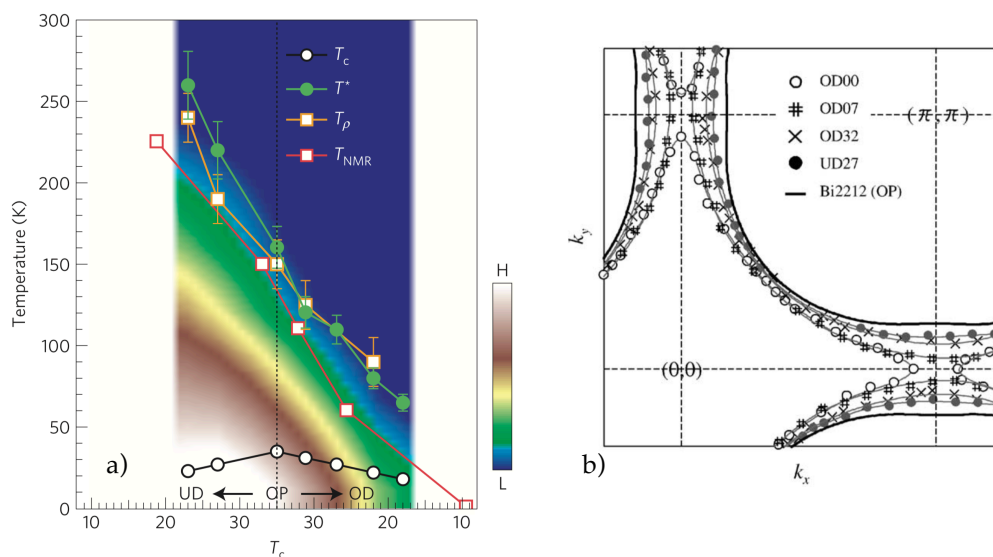 300
250
200
150
100
50
0
Temperature (K)
T_c
T*
T_ρ
T_NMR
H
L
a)
UD ← OP → OD
10 20 30 30 20 10
T_c
b)
OD00
OD07
OD32
UD27
Bi2212 (OP)
(π,π)
(0,0)
k_y
k_x